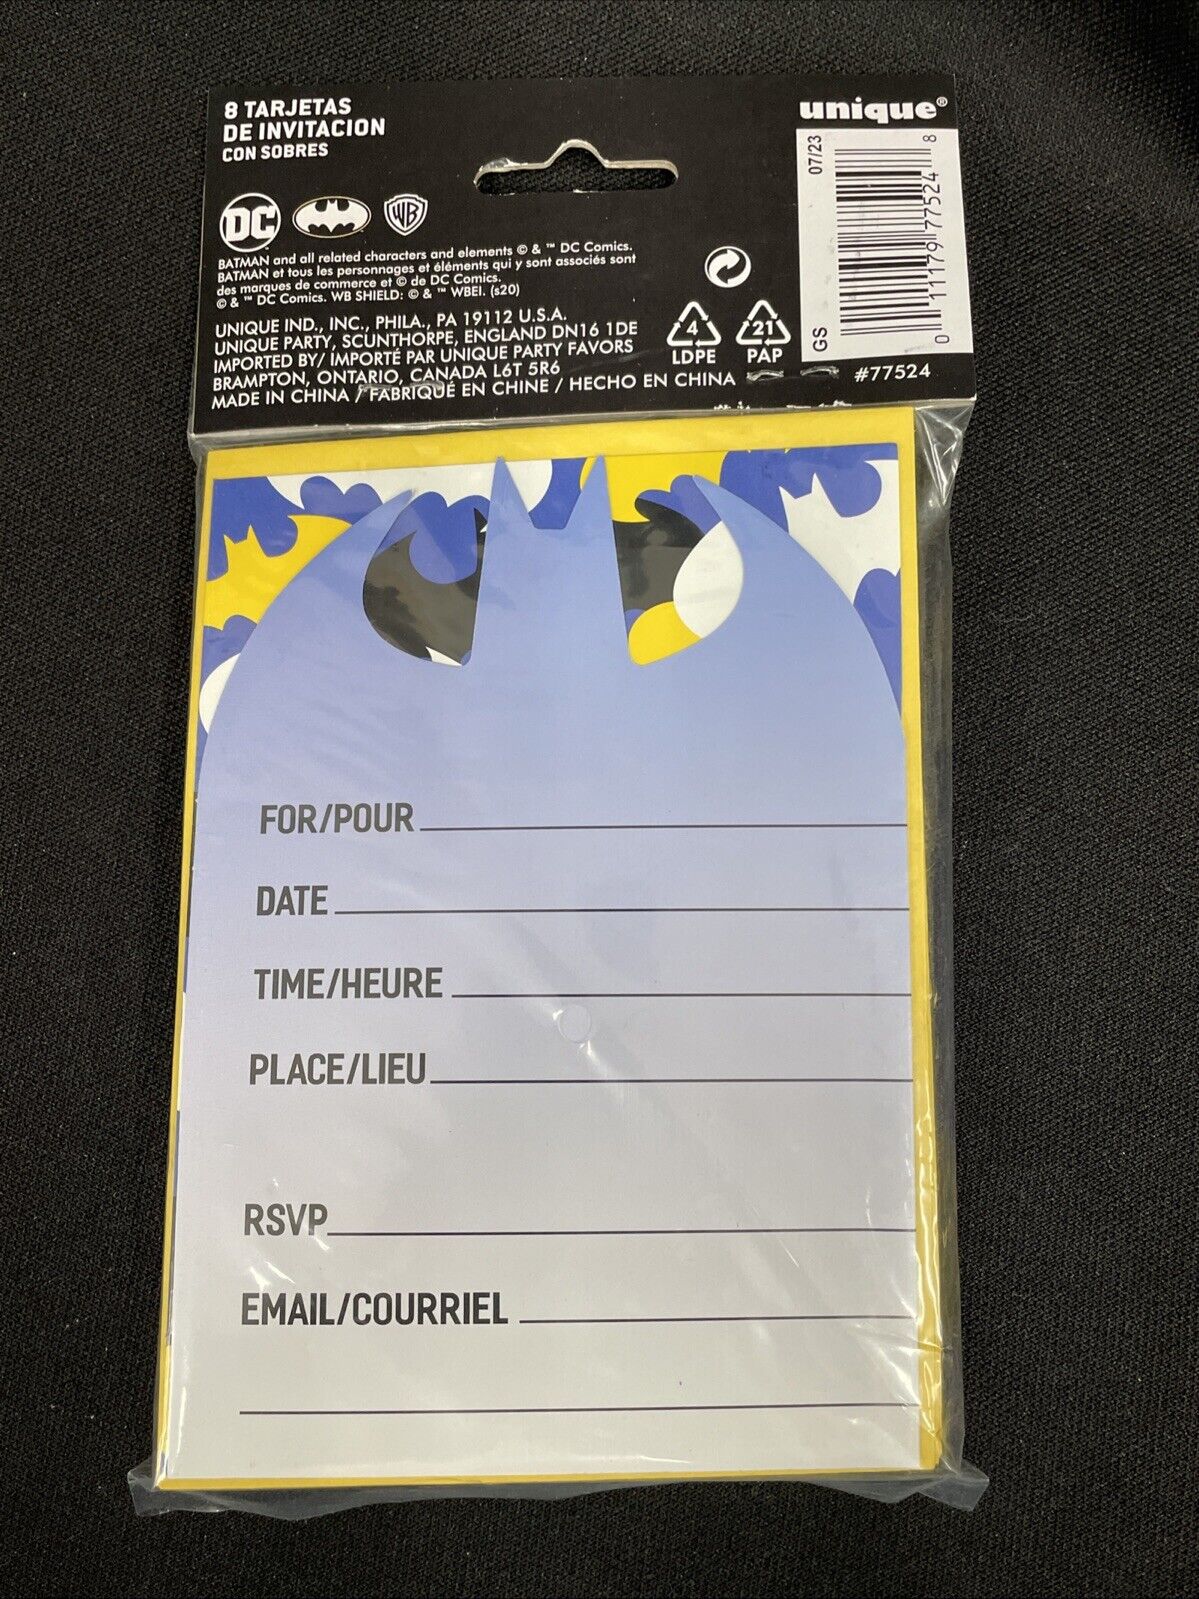 8 TARJETAS
DE INVITACION
CON SOBRES
unique®
DC
WB
BATMAN and all related characters and elements © & ™ DC Comics.
BATMAN et tous les personnages et éléments qui y sont associés sont
des marques de commerce et © de DC Comics.
© & ™ DC Comics. WB SHIELD: © & ™ WBEI. (s20)
UNIQUE IND., INC., PHILA., PA 19112 U.S.A.
UNIQUE PARTY, SCUNTHORPE, ENGLAND DN16 1DE
IMPORTED BY/ IMPORTÉ PAR UNIQUE PARTY FAVORS
BRAMPTON, ONTARIO, CANADA L6T 5R6
MADE IN CHINA / FABRIQUÉ EN CHINE / HECHO EN CHINA
4
LDPE
21
PAP
GS 07/23
0 11179 77524 8
#77524
FOR/POUR
DATE
TIME/HEURE
PLACE/LIEU
RSVP
EMAIL/COURRIEL